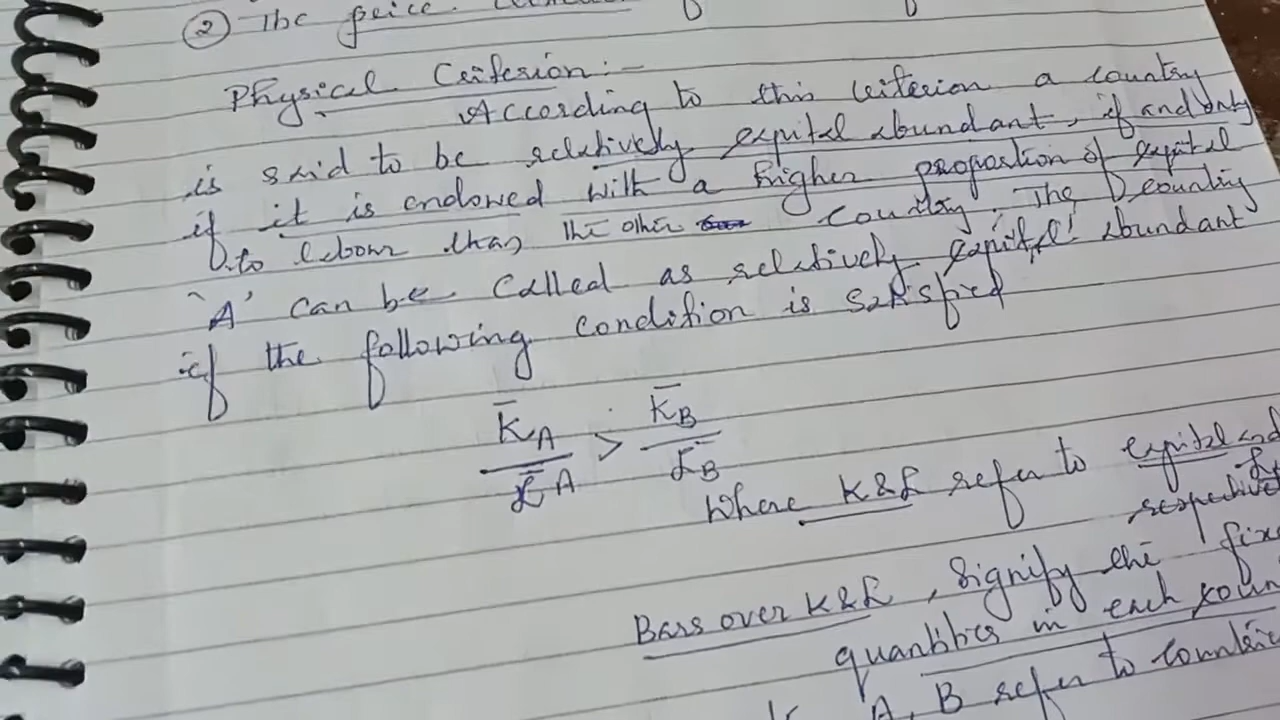 ② The price
Physical Criterion:-
According to this criterion a country
is said to be relatively capital abundant, if and only
if it is endowed with a higher proportion of capital
to labour than the other country. The country
'A' can be called as relatively capital abundant
if the following condition is satisfied
K̄A / L̄A > K̄B / L̄B
Where K & L refer to capital and
respective
Bars over K & L, signify the
quantities in each
A, B refer to